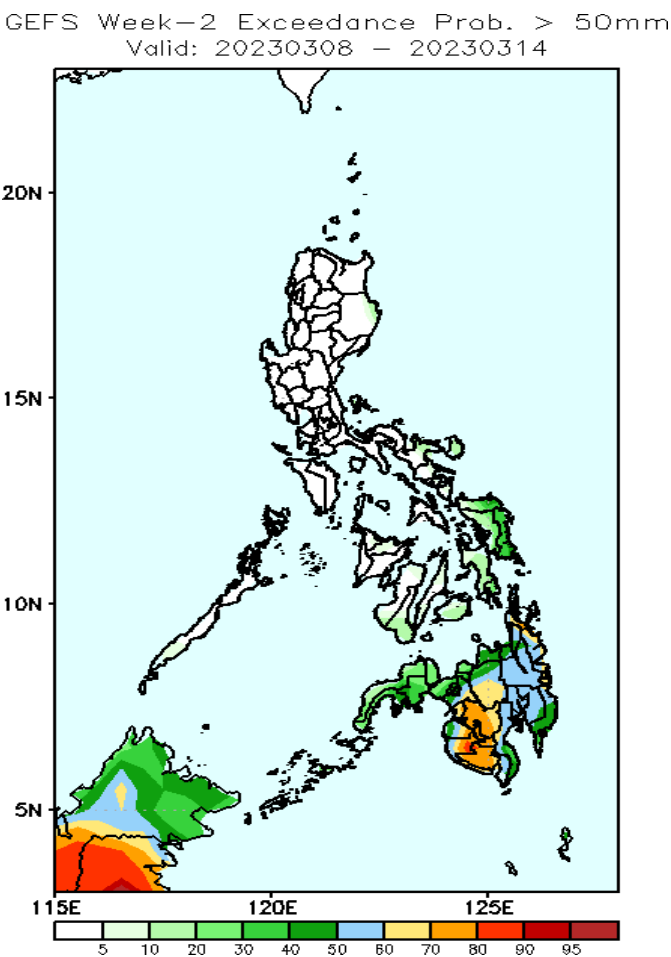 GEFS Week-2 Exceedance Prob. > 50mm
Valid: 20230308 - 20230314
20N
15N
10N
5N
115E 120E 125E
5 10 20 30 40 50 60 70 80 90 95